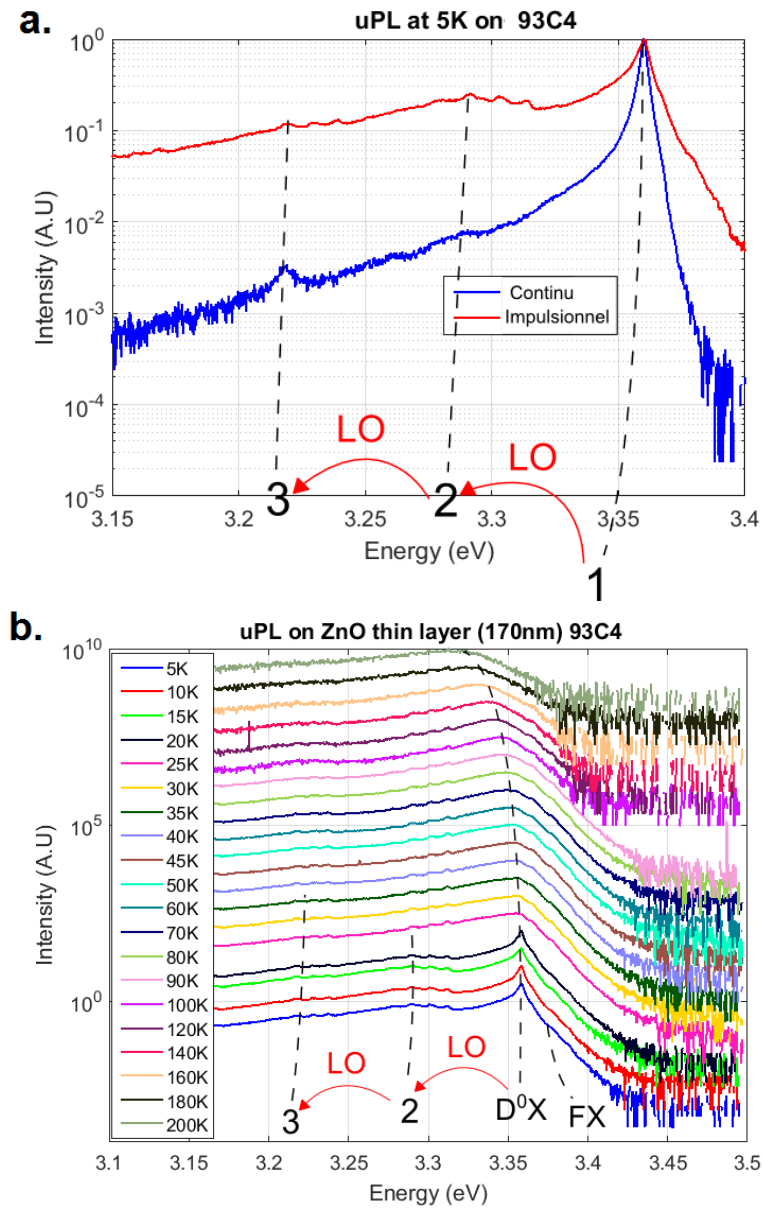 a.
uPL at 5K on 93C4
Intensity (A.U)
10^0
10^-1
10^-2
10^-3
10^-4
10^-5
Continu
Impulsionnel
LO
LO
3
2
1
3.15
3.2
3.25
3.3
3.35
3.4
Energy (eV)
b.
uPL on ZnO thin layer (170nm) 93C4
Intensity (A.U)
10^10
10^5
10^0
5K
10K
15K
20K
25K
30K
35K
40K
45K
50K
60K
70K
80K
90K
100K
120K
140K
160K
180K
200K
LO
LO
3
2
D^0X
FX
3.1
3.15
3.2
3.25
3.3
3.35
3.4
3.45
3.5
Energy (eV)